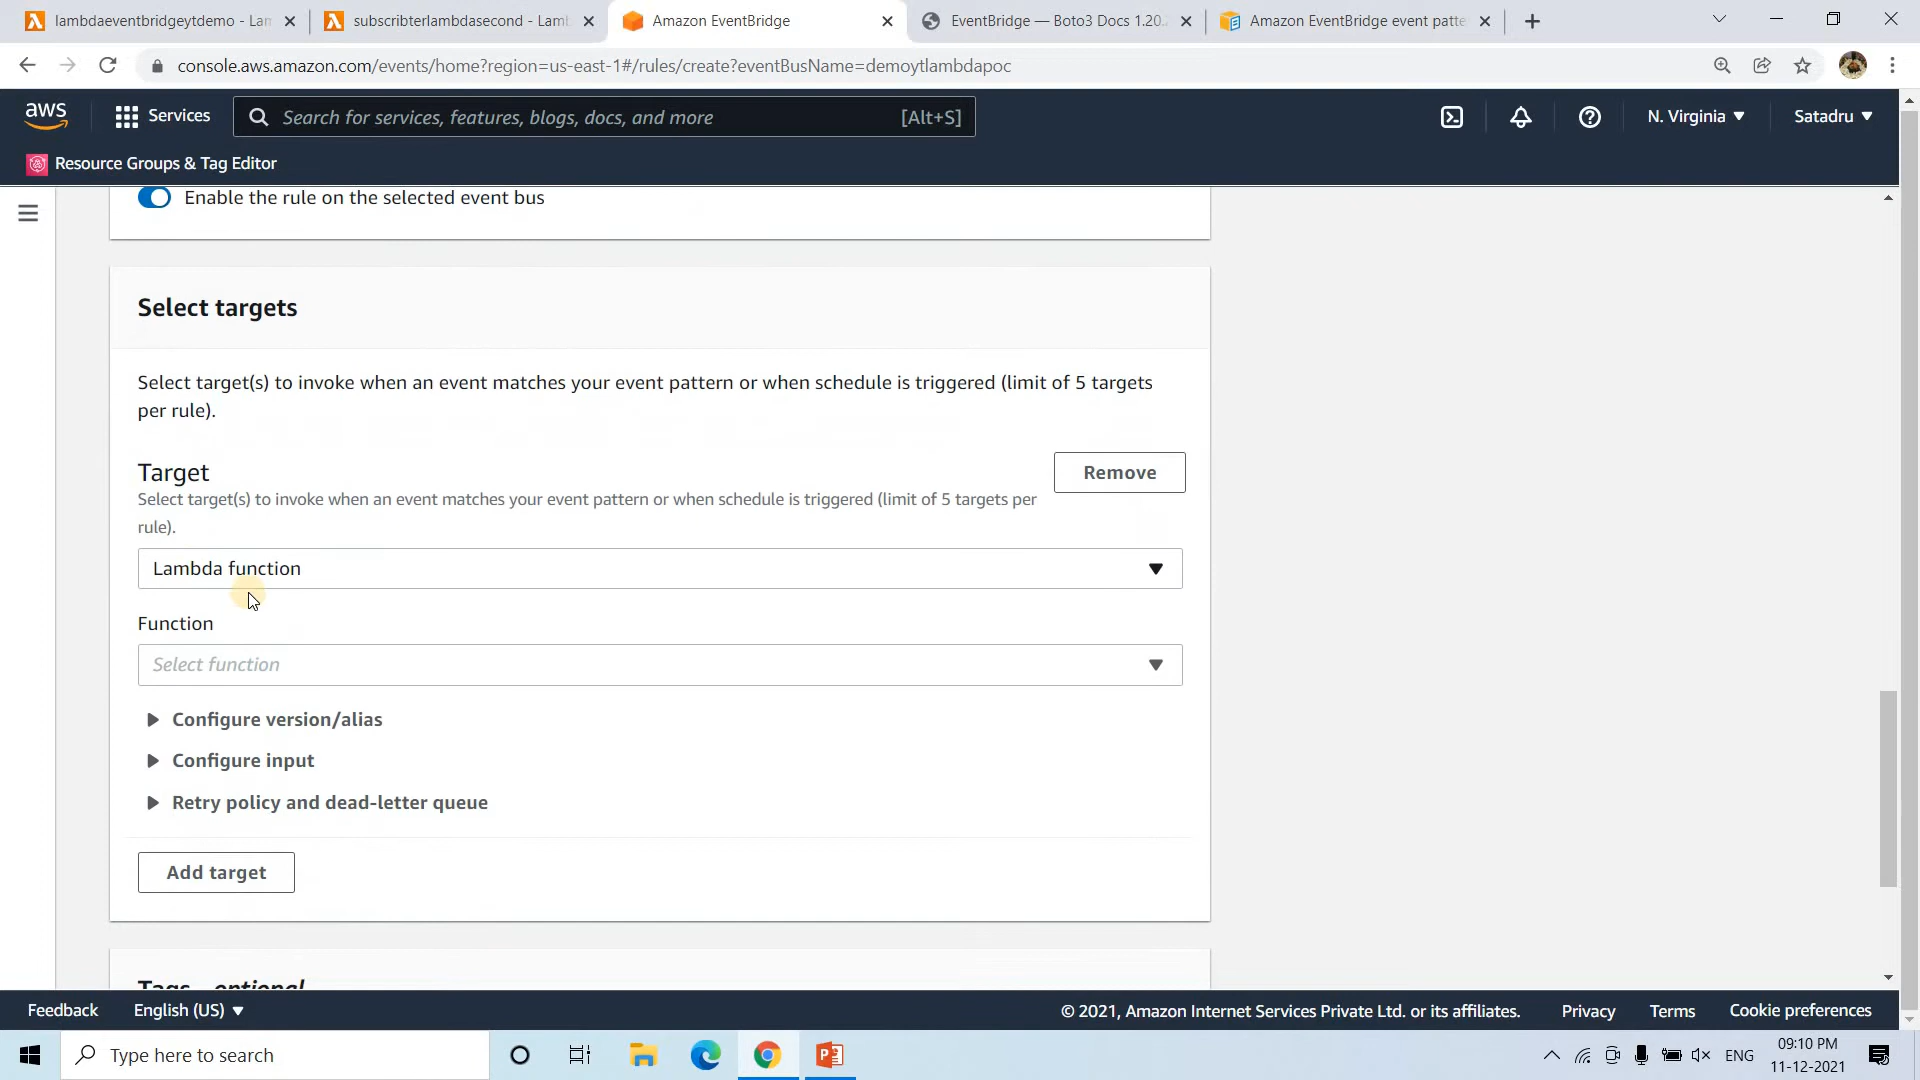 lambdaeventbridgeytdemo - Lam
subscribterlambdasecond - Lamb
Amazon EventBridge
EventBridge — Boto3 Docs 1.20.
Amazon EventBridge event patte
console.aws.amazon.com/events/home?region=us-east-1#/rules/create?eventBusName=demoytlambdapoc
aws
Services
Search for services, features, blogs, docs, and more
[Alt+S]
N. Virginia
Satadru
Resource Groups & Tag Editor
Enable the rule on the selected event bus
Select targets
Select target(s) to invoke when an event matches your event pattern or when schedule is triggered (limit of 5 targets
per rule).
Target
Remove
Select target(s) to invoke when an event matches your event pattern or when schedule is triggered (limit of 5 targets per
rule).
Lambda function
Function
Select function
Configure version/alias
Configure input
Retry policy and dead-letter queue
Add target
Tags - optional
Feedback
English (US)
© 2021, Amazon Internet Services Private Ltd. or its affiliates.
Privacy
Terms
Cookie preferences
Type here to search
ENG
09:10 PM
11-12-2021